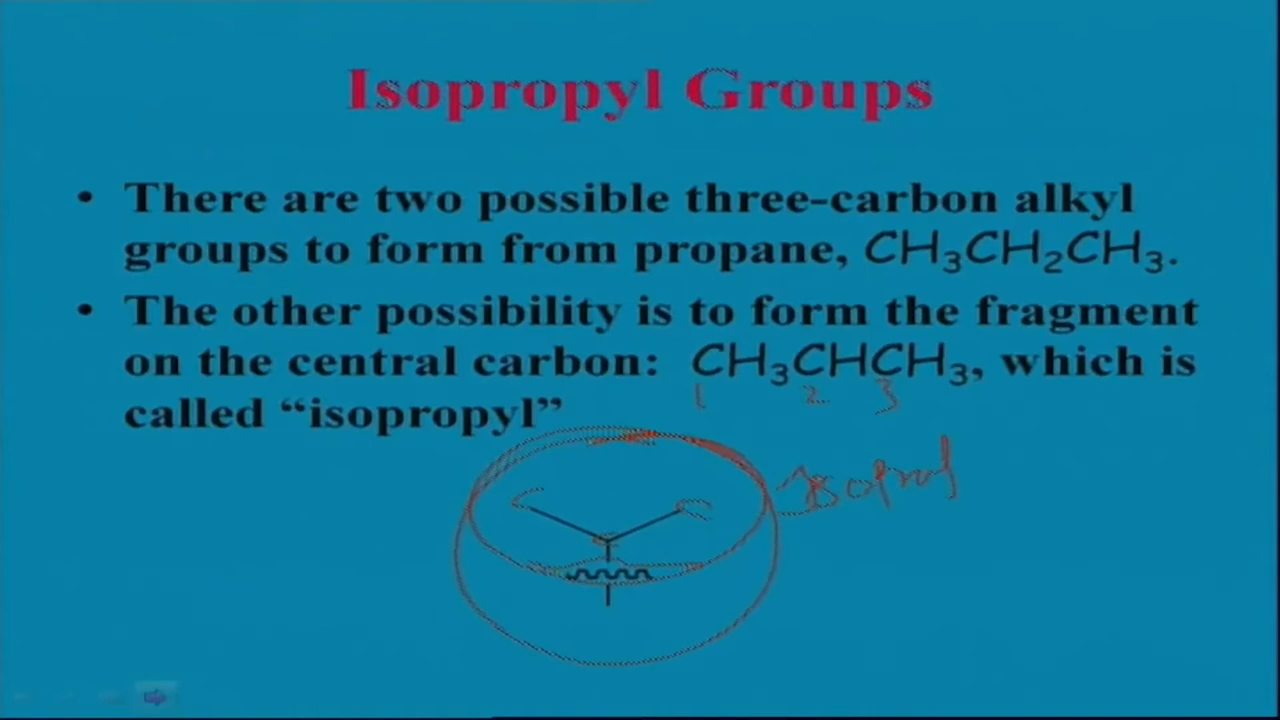 Isopropyl Groups
• There are two possible three-carbon alkyl
groups to form from propane, CH₃CH₂CH₃.
• The other possibility is to form the fragment
on the central carbon: CH₃CHCH₃, which is
called “isopropyl”
1 2 3
C C
C